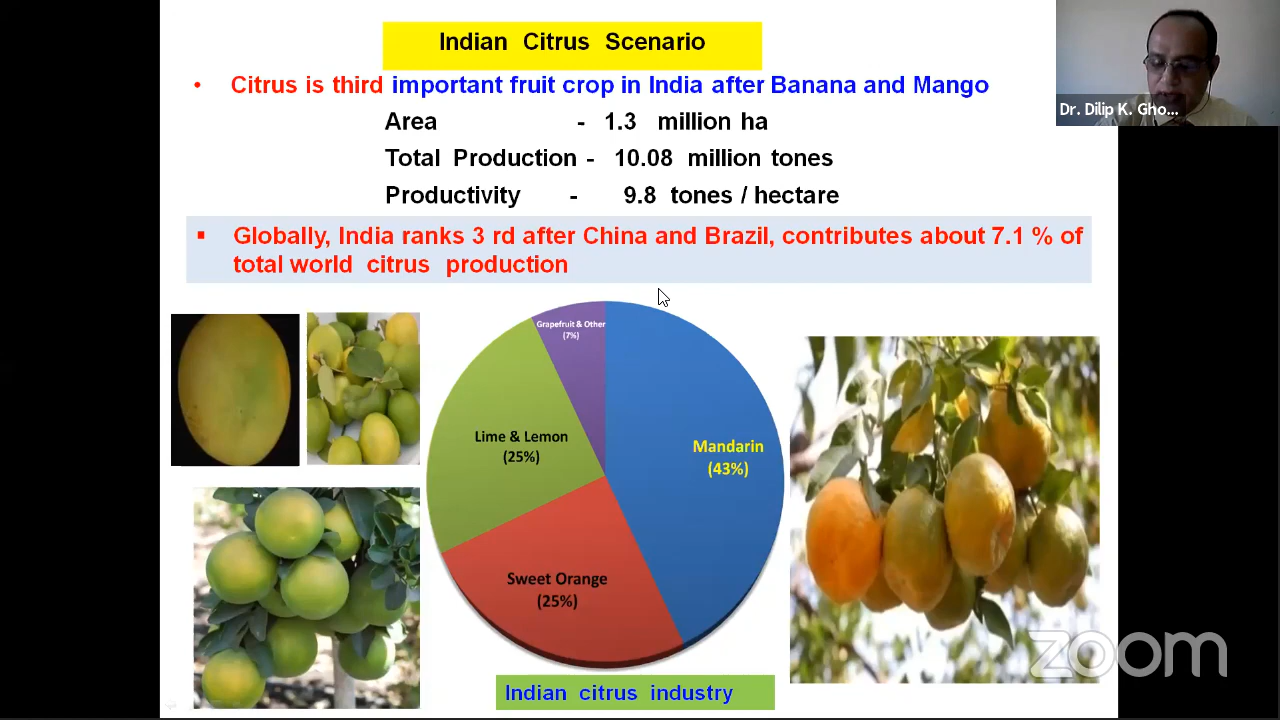 Indian Citrus Scenario
• Citrus is third important fruit crop in India after Banana and Mango
Area - 1.3 million ha
Total Production - 10.08 million tones
Productivity - 9.8 tones / hectare
▪ Globally, India ranks 3 rd after China and Brazil, contributes about 7.1 % of
total world citrus production
Dr. Dilip K. Gho...
Grapefruit & Other
(7%)
Lime & Lemon
(25%)
Mandarin
(43%)
Sweet Orange
(25%)
Indian citrus industry
zoom